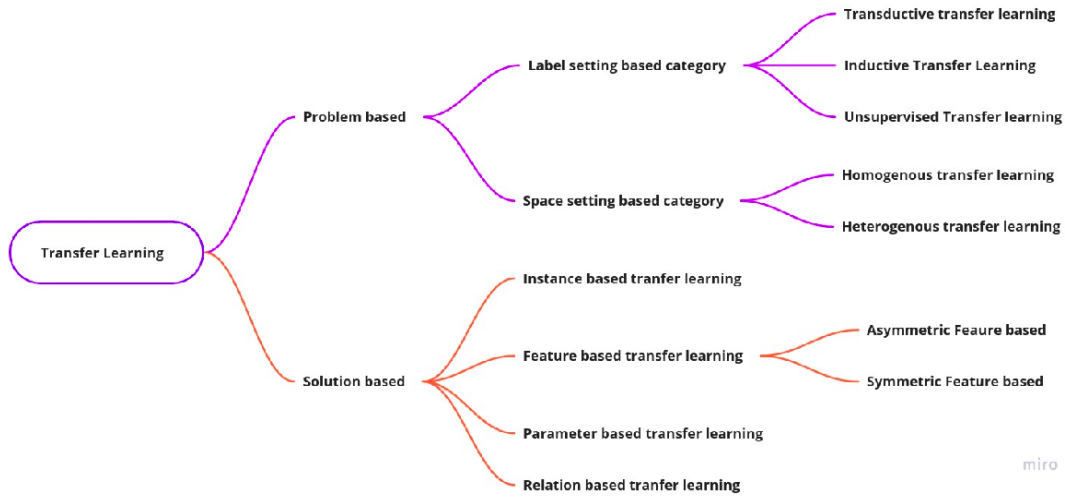 Transfer Learning
Problem based
Label setting based category
Transductive transfer learning
Inductive Transfer Learning
Unsupervised Transfer learning
Space setting based category
Homogenous transfer learning
Heterogenous transfer learning
Solution based
Instance based tranfer learning
Feature based transfer learning
Asymmetric Feaure based
Symmetric Feature based
Parameter based transfer learning
Relation based tranfer learning
miro